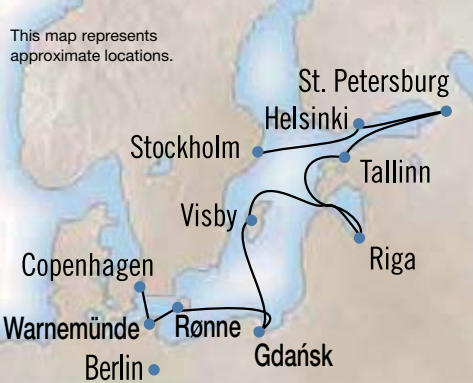 This map represents
approximate locations.
St. Petersburg
Helsinki
Stockholm
Tallinn
Visby
Riga
Copenhagen
Warnemünde
Rønne
Gdańsk
Berlin